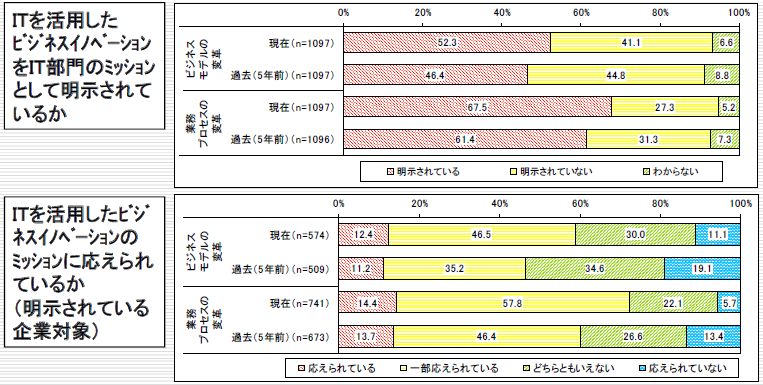 ITを活用した
ﾋﾞｼﾞﾈｽｲﾉﾍﾞｰｼｮﾝ
をIT部門のﾐｯｼｮﾝ
として明示されて
いるか
0% 20% 40% 60% 80% 100%
ビジネス
モデルの
変革
現在(n=1097) 52.3 41.1 6.6
過去(5年前)(n=1097) 46.4 44.8 8.8
業務
プロセスの
変革
現在(n=1097) 67.5 27.3 5.2
過去(5年前)(n=1096) 61.4 31.3 7.3
明示されている 明示されていない わからない
ITを活用したﾋﾞｼﾞ
ﾈｽｲﾉﾍﾞｰｼｮﾝの
ﾐｯｼｮﾝに応えられ
ているか
(明示されている
企業対象)
0% 20% 40% 60% 80% 100%
ビジネス
モデルの
変革
現在(n=574) 12.4 46.5 30.0 11.1
過去(5年前)(n=509) 11.2 35.2 34.6 19.1
業務
プロセスの
変革
現在(n=741) 14.4 57.8 22.1 5.7
過去(5年前)(n=673) 13.7 46.4 26.6 13.4
応えられている 一部応えられている どちらともいえない 応えられていない